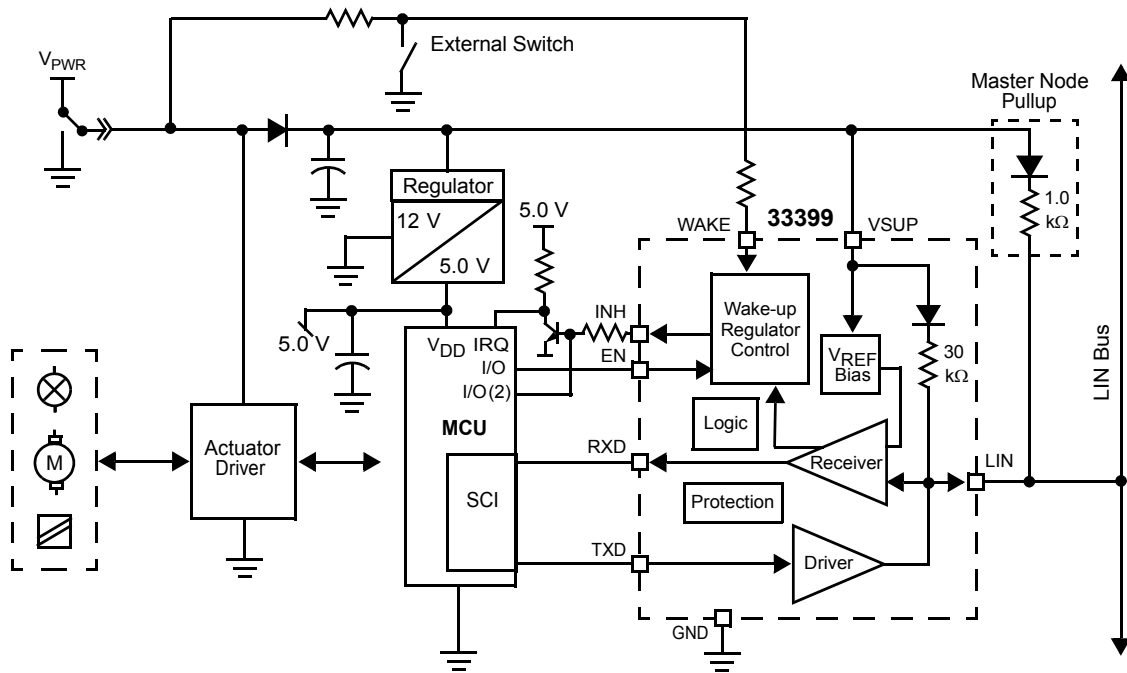 External Switch
VPWR
Master Node
Pullup
1.0
kΩ
Regulator
12 V
5.0 V
5.0 V
WAKE
33399
VSUP
Wake-up
Regulator
Control
INH
EN
VREF
Bias
30
kΩ
5.0 V
VDD
IRQ
I/O
I/O(2)
MCU
LIN Bus
Actuator
Driver
M
Logic
RXD
Receiver
LIN
SCI
Protection
TXD
Driver
GND